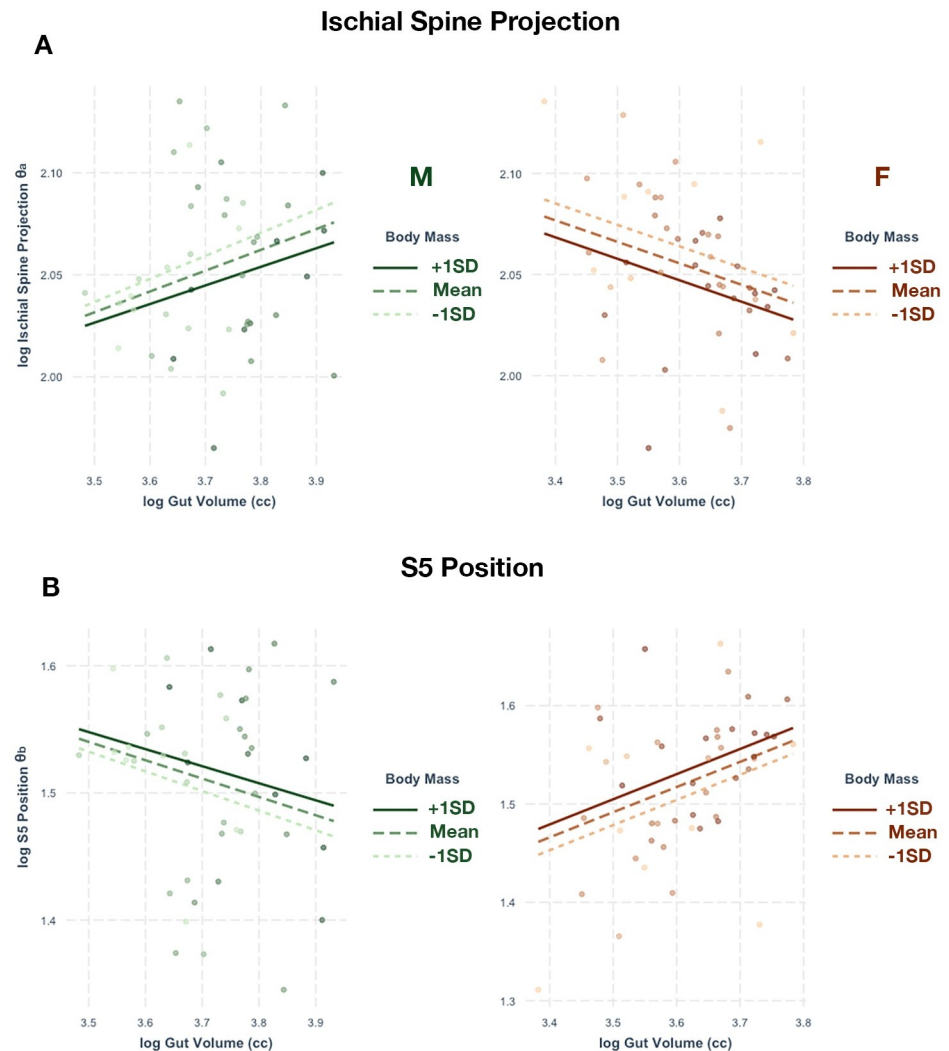 Ischial Spine Projection
A
log Ischial Spine Projection θa
2.10
2.05
2.00
3.5 3.6 3.7 3.8 3.9
log Gut Volume (cc)
M
Body Mass
+1SD
Mean
-1SD
2.10
2.05
2.00
3.4 3.5 3.6 3.7 3.8
log Gut Volume (cc)
F
Body Mass
+1SD
Mean
-1SD
S5 Position
B
log S5 Position θb
1.6
1.5
1.4
3.5 3.6 3.7 3.8 3.9
log Gut Volume (cc)
Body Mass
+1SD
Mean
-1SD
1.6
1.5
1.4
1.3
3.4 3.5 3.6 3.7 3.8
log Gut Volume (cc)
Body Mass
+1SD
Mean
-1SD